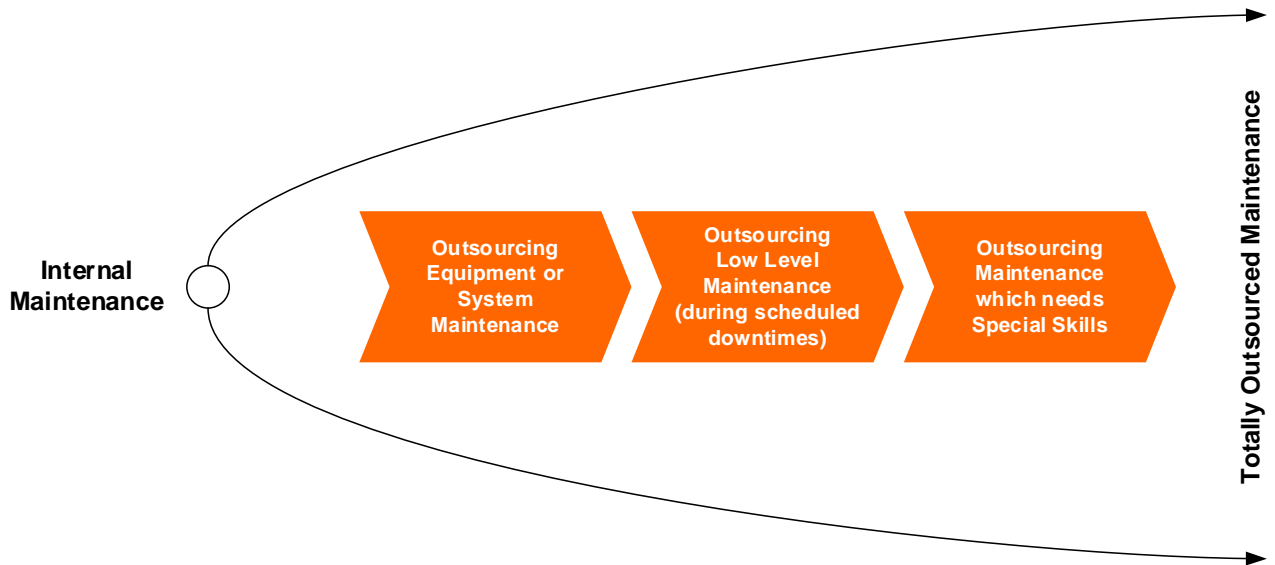 Internal
Maintenance
Outsourcing
Equipment or
System
Maintenance
Outsourcing
Low Level
Maintenance
(during scheduled
downtimes)
Outsourcing
Maintenance
which needs
Special Skills
Totally Outsourced Maintenance